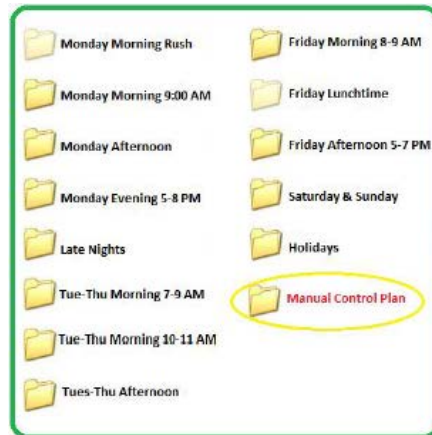 Monday Morning Rush
Monday Morning 9:00 AM
Monday Afternoon
Monday Evening 5-8 PM
Late Nights
Tue-Thu Morning 7-9 AM
Tue-Thu Morning 10-11 AM
Tues-Thu Afternoon
Friday Morning 8-9 AM
Friday Lunchtime
Friday Afternoon 5-7 PM
Saturday & Sunday
Holidays
Manual Control Plan